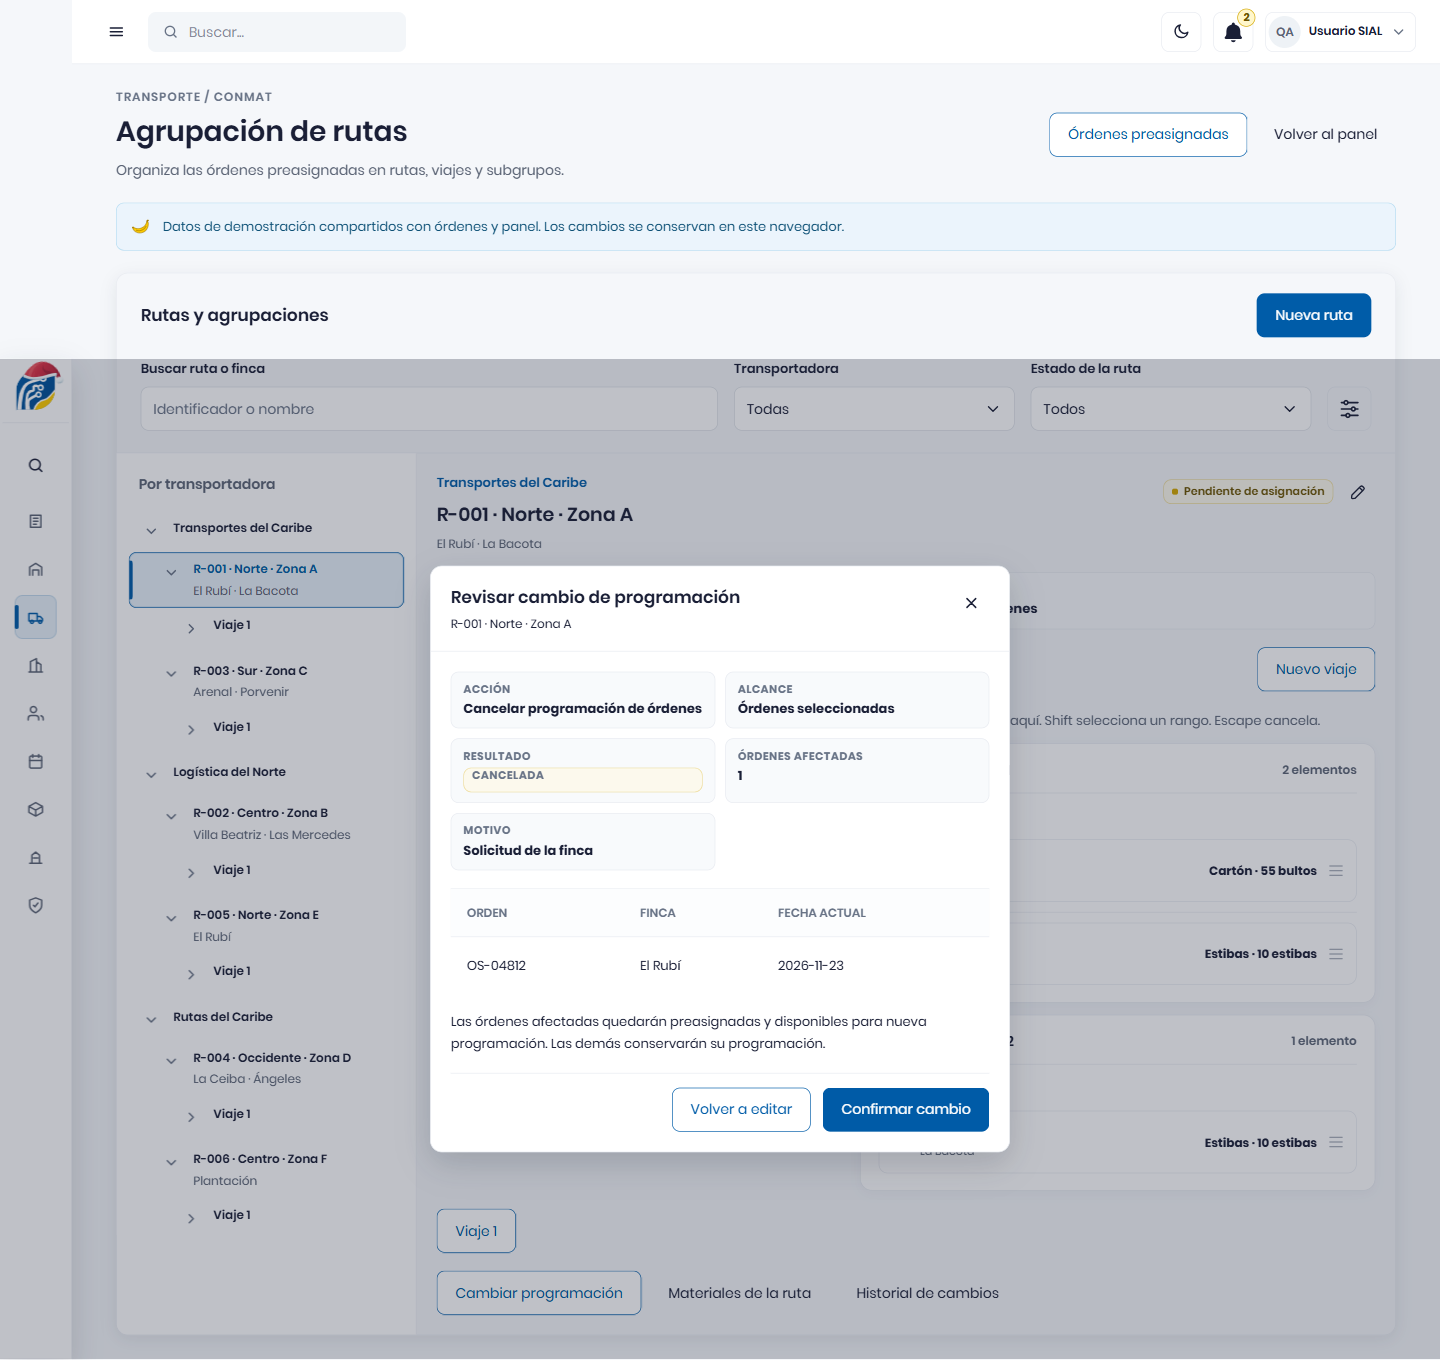 Buscar...
2
QA
Usuario SIAL
TRANSPORTE / CONMAT
Agrupación de rutas
Organiza las órdenes preasignadas en rutas, viajes y subgrupos.
Órdenes preasignadas
Volver al panel
Datos de demostración compartidos con órdenes y panel. Los cambios se conservan en este navegador.
Rutas y agrupaciones
Nueva ruta
Buscar ruta o finca
Transportadora
Estado de la ruta
Identificador o nombre
Todas
Todos
Por transportadora
Transportes del Caribe
R-001 · Norte · Zona A
El Rubí · La Bacota
Viaje 1
R-003 · Sur · Zona C
Arenal · Porvenir
Viaje 1
Logística del Norte
R-002 · Centro · Zona B
Villa Beatriz · Las Mercedes
Viaje 1
R-005 · Norte · Zona E
El Rubí
Viaje 1
Rutas del Caribe
R-004 · Occidente · Zona D
La Ceiba · Ángeles
Viaje 1
R-006 · Centro · Zona F
Plantación
Viaje 1
Transportes del Caribe
R-001 · Norte · Zona A
El Rubí · La Bacota
Pendiente de asignación
Nuevo viaje
aquí. Shift selecciona un rango. Escape cancela.
2 elementos
Cartón · 55 bultos
Estibas · 10 estibas
2
1 elemento
Estibas · 10 estibas
Revisar cambio de programación
R-001 · Norte · Zona A
ACCIÓN
Cancelar programación de órdenes
ALCANCE
Órdenes seleccionadas
RESULTADO
CANCELADA
ÓRDENES AFECTADAS
1
MOTIVO
Solicitud de la finca
ORDEN
FINCA
FECHA ACTUAL
OS-04812
El Rubí
2026-11-23
Las órdenes afectadas quedarán preasignadas y disponibles para nueva
programación. Las demás conservarán su programación.
Volver a editar
Confirmar cambio
Viaje 1
Cambiar programación
Materiales de la ruta
Historial de cambios